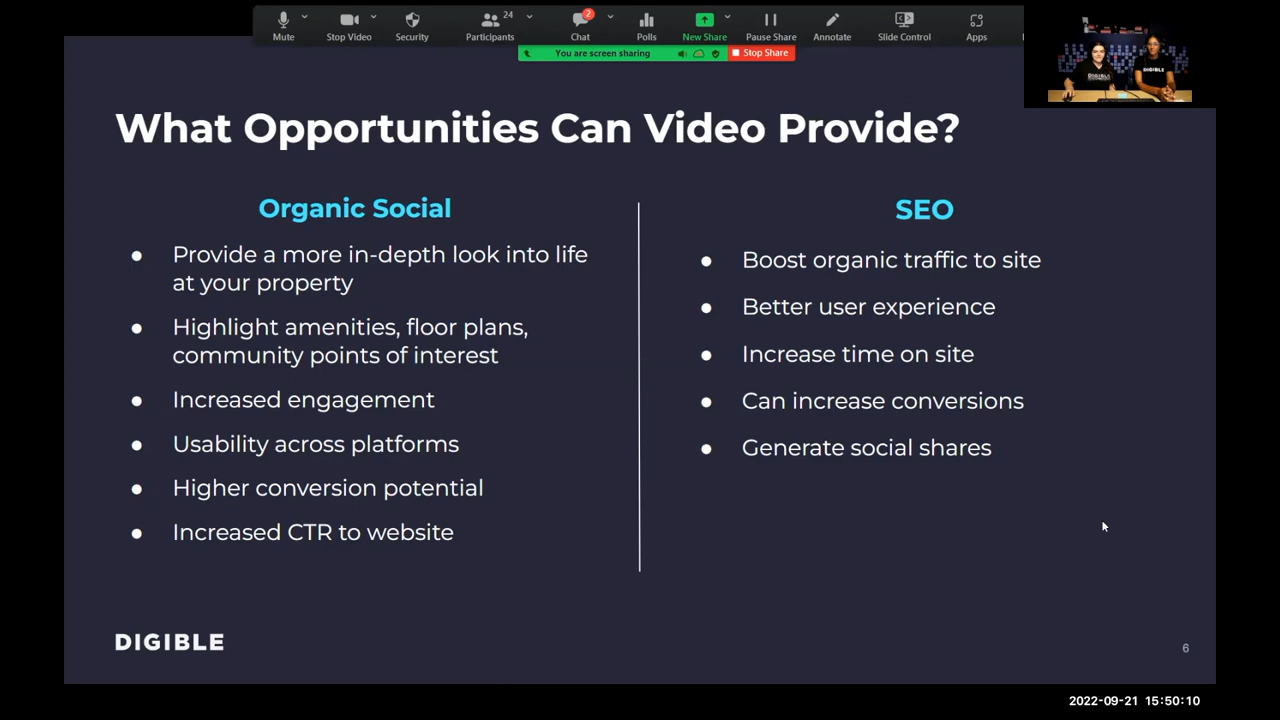 24
2
Mute
Stop Video
Security
Participants
Chat
Polls
New Share
Pause Share
Annotate
Slide Control
Apps
You are screen sharing
Stop Share
DIGIBLE
DIGIBLE
What Opportunities Can Video Provide?
Organic Social
● Provide a more in-depth look into life
at your property
● Highlight amenities, floor plans,
community points of interest
● Increased engagement
● Usability across platforms
● Higher conversion potential
● Increased CTR to website
SEO
● Boost organic traffic to site
● Better user experience
● Increase time on site
● Can increase conversions
● Generate social shares
DIGIBLE
6
2022-09-21 15:50:10